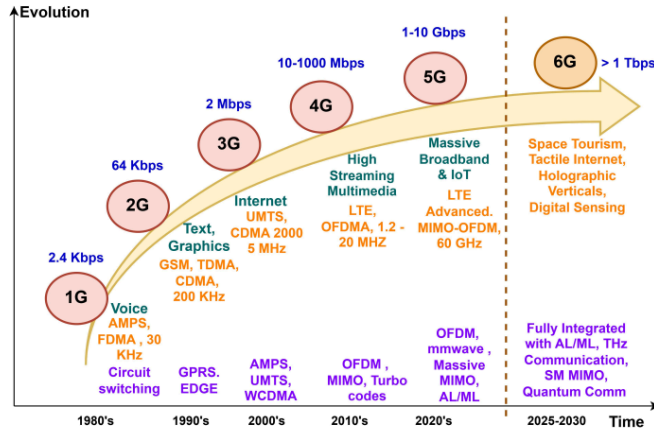 Evolution
1-10 Gbps
10-1000 Mbps
5G
6G
> 1 Tbps
4G
2 Mbps
3G
64 Kbps
2G
2.4 Kbps
1G
Voice
AMPS,
FDMA , 30
KHz
Circuit
switching
Text,
Graphics
GSM, TDMA,
CDMA,
200 KHz
GPRS.
EDGE
Internet
UMTS,
CDMA 2000
5 MHz
AMPS,
UMTS,
WCDMA
High
Streaming
Multimedia
LTE,
OFDMA, 1.2 -
20 MHZ
OFDM ,
MIMO, Turbo
codes
Massive
Broadband
& IoT
LTE
Advanced.
MIMO-OFDM,
60 GHz
OFDM,
mmwave ,
Massive
MIMO,
AL/ML
Space Tourism,
Tactile Internet,
Holographic
Verticals,
Digital Sensing
Fully Integrated
with AL/ML, THz
Communication,
SM MIMO,
Quantum Comm
1980's
1990's
2000's
2010's
2020's
2025-2030
Time